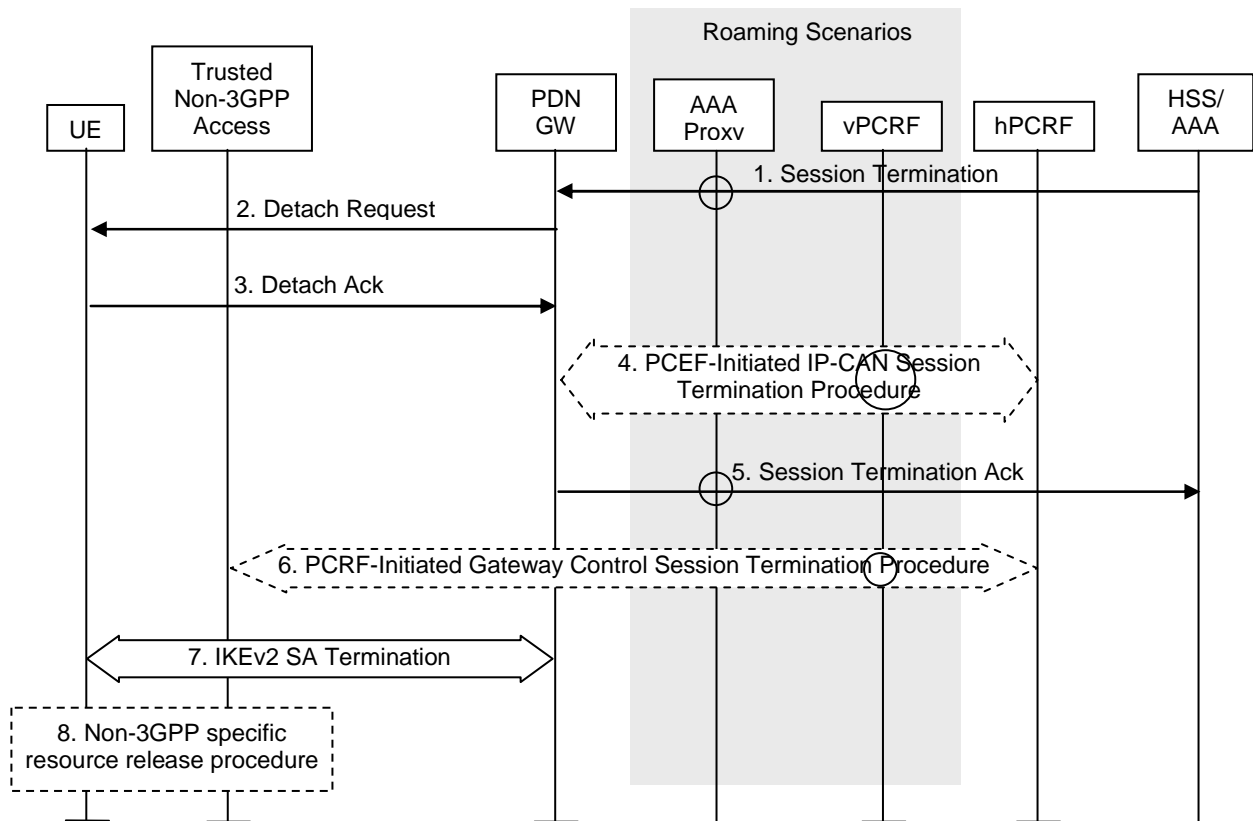 Roaming Scenarios
UE
Trusted
Non-3GPP
Access
PDN
GW
AAA
Proxv
vPCRF
hPCRF
HSS/
AAA
1. Session Termination
2. Detach Request
3. Detach Ack
4. PCEF-Initiated IP-CAN Session
Termination Procedure
5. Session Termination Ack
6. PCRF-Initiated Gateway Control Session Termination Procedure
7. IKEv2 SA Termination
8. Non-3GPP specific
resource release procedure